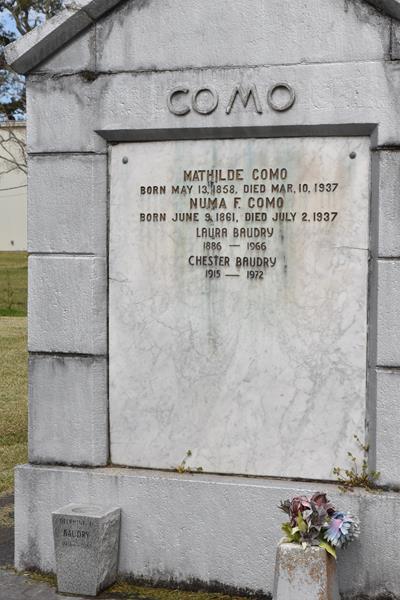 COMO
MATHILDE COMO
BORN MAY 13, 1858, DIED MAR, 10, 1937
NUMA F. COMO
BORN JUNE 9, 1861, DIED JULY 2, 1937
LAURA BAUDRY
1886 — 1966
CHESTER BAUDRY
1915 — 1972
BAUDRY